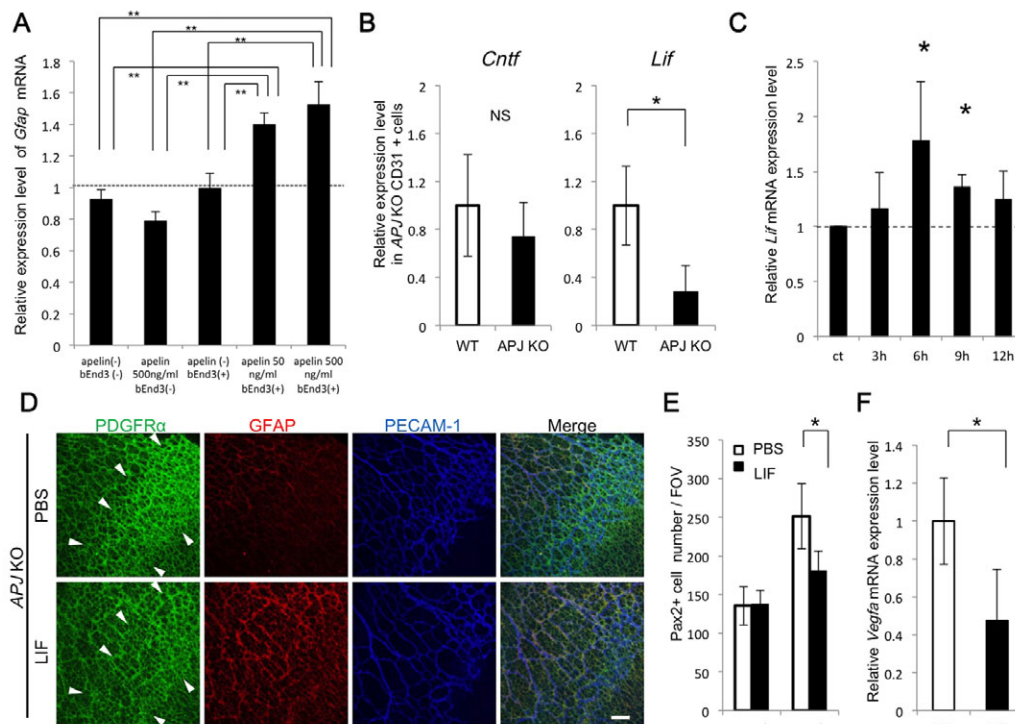 A
Relative expression level of Gfap mRNA
1.8
1.6
1.4
1.2
1
0.8
0.6
0.4
0.2
0
**
**
**
**
**
**
apelin(-)
bEnd3 (-)
apelin
500ng/ml
bEnd3(-)
apelin (-)
bEnd3(+)
apelin 50
ng/ml
bEnd3(+)
apelin 500
ng/ml
bEnd3(+)
B
Relative expression level
in APJ KO CD31 + cells
Cntf
NS
2.0
1.6
1.2
0.8
0.4
0
WT
APJ KO
Lif
*
2.0
1.6
1.2
0.8
0.4
0
WT
APJ KO
C
Relative Lif mRNA expression level
2.5
2
1.5
1
0.5
0
*
*
ct
3h
6h
9h
12h
D
PDGFRα
GFAP
PECAM-1
Merge
APJ KO
PBS
LIF
E
Pax2+ cell number / FOV
350
300
250
200
150
100
50
0
PBS
LIF
*
F
Relative Vegfa mRNA expression level
1.4
1.2
1
0.8
0.6
0.4
0.2
0
*